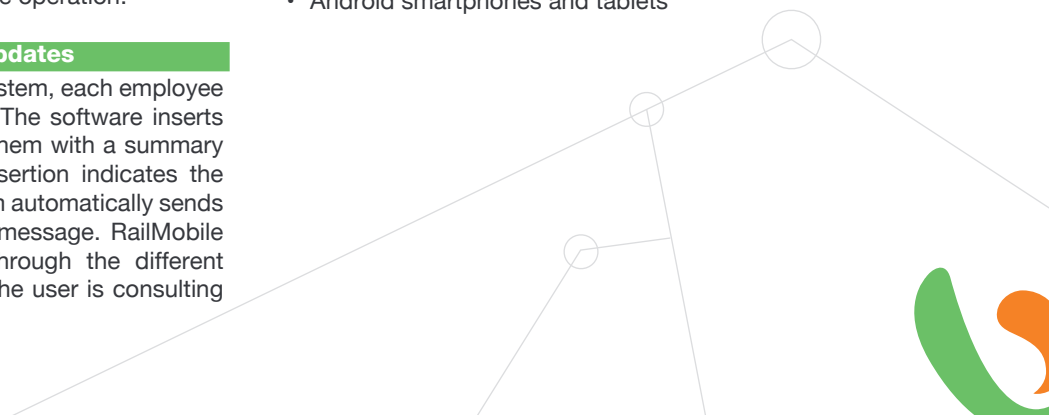 e operation.
pdates
stem, each employee
The software inserts
hem with a summary
sertion indicates the
n automatically sends
message. RailMobile
hrough the different
he user is consulting
• Android smartphones and tablets